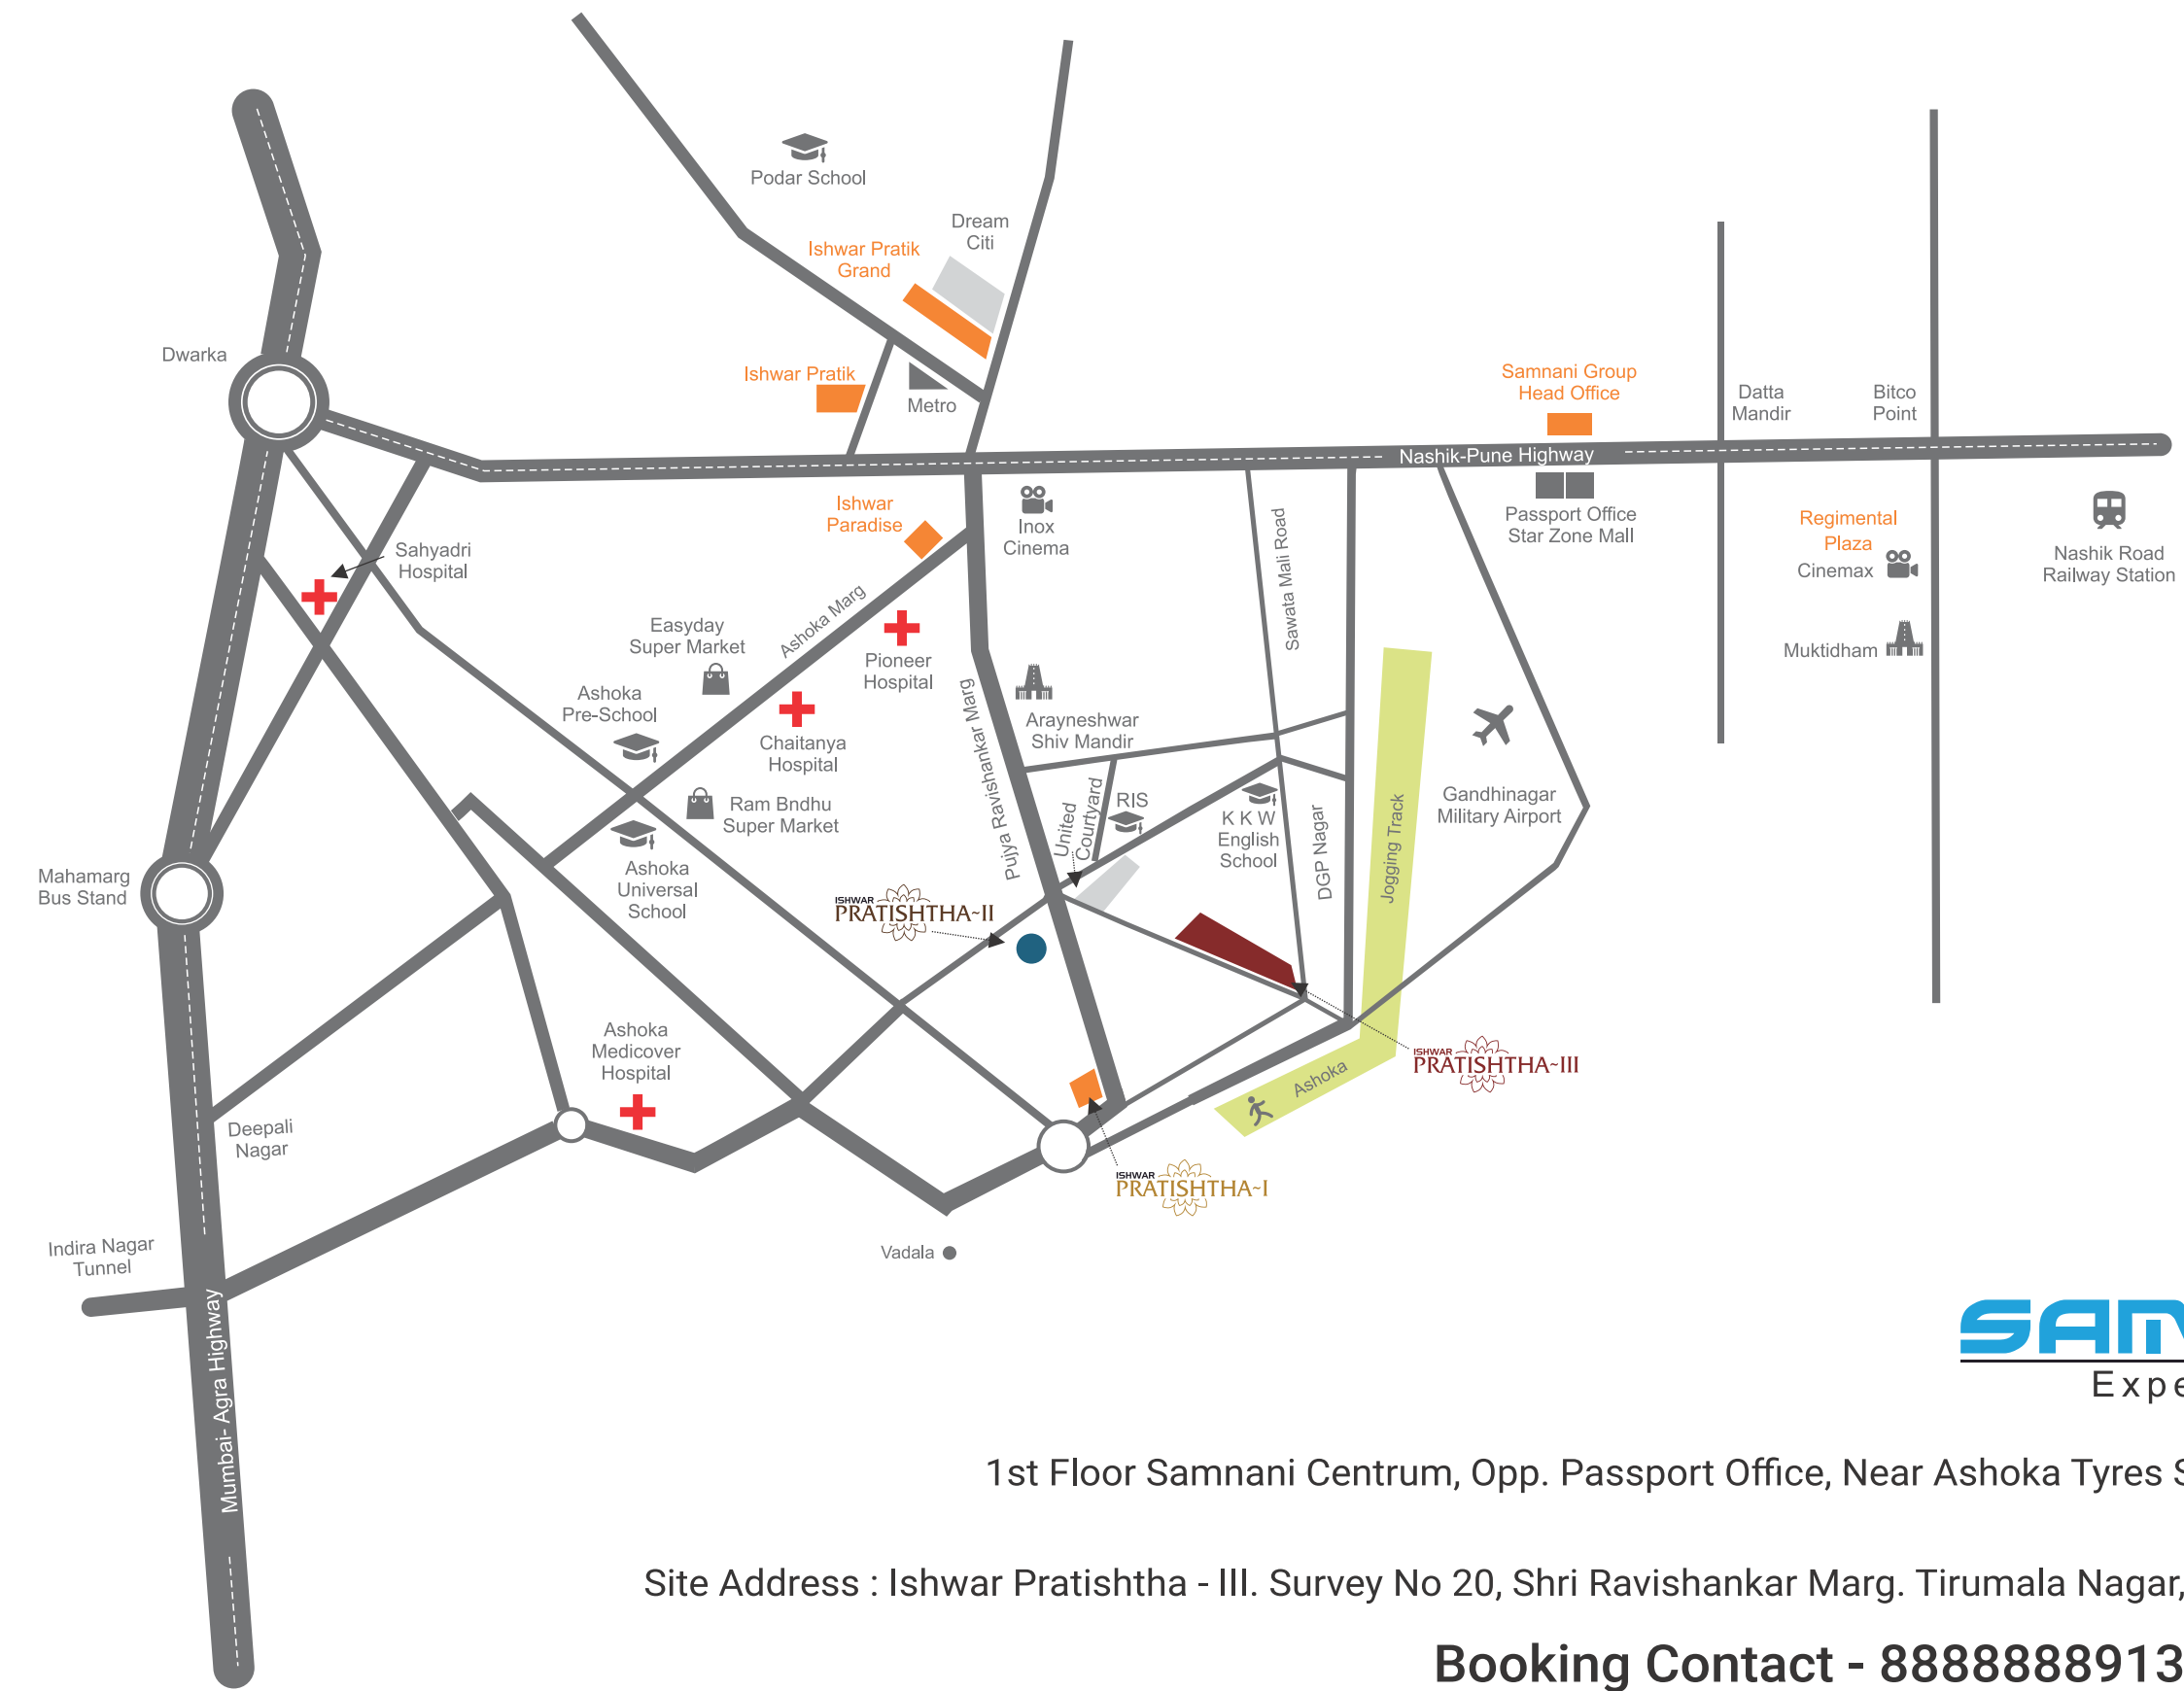 Podar School
Dream
Citi
Ishwar Pratik
Grand
Dwarka
Ishwar Pratik
Metro
Samnani Group
Head Office
Datta
Mandir
Bitco
Point
Nashik-Pune Highway
Ishwar
Paradise
Inox
Cinema
Passport Office
Star Zone Mall
Regimental
Plaza
Cinemax
Nashik Road
Railway Station
Sahyadri
Hospital
Sawata Mali Road
Ashoka Marg
Easyday
Super Market
Pioneer
Hospital
Muktidham
Ashoka
Pre-School
Pujya Ravishankar Marg
Arayneshwar
Shiv Mandir
Chaitanya
Hospital
Ram Bndhu
Super Market
United
Courtyard
RIS
K K W
English
School
DGP Nagar
Jogging Track
Gandhinagar
Military Airport
Mahamarg
Bus Stand
Ashoka
Universal
School
ISHWAR
PRATISHTHA~II
Ashoka
Medicover
Hospital
ISHWAR
PRATISHTHA~III
Ashoka
Deepali
Nagar
ISHWAR
PRATISHTHA~I
Indira Nagar
Tunnel
Vadala
Mumbai- Agra Highway
1st Floor Samnani Centrum, Opp. Passport Office, Near Ashoka Tyres
Site Address : Ishwar Pratishtha - III. Survey No 20, Shri Ravishankar Marg. Tirumala Nagar,
Booking Contact - 8888888913